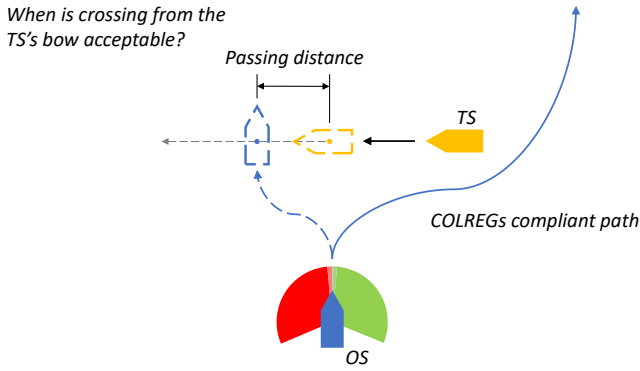 When is crossing from the
TS's bow acceptable?
Passing distance
TS
COLREGs compliant path
OS